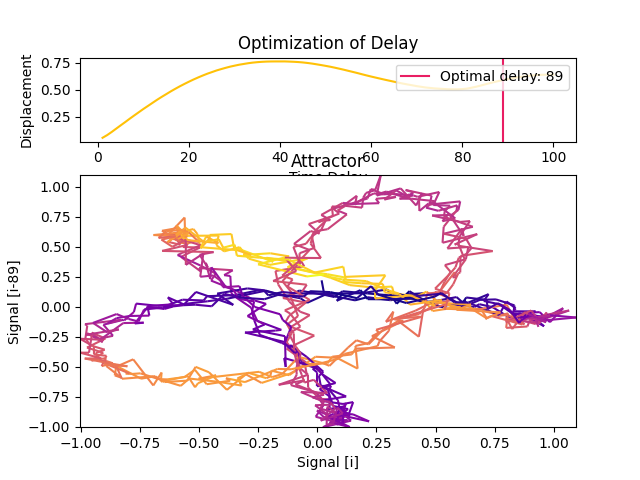 Optimization of Delay
Displacement
0.75
0.50
0.25
Optimal delay: 89
0 20 40 60 80 100
Time Delay
Attractor
Signal [i-89]
1.00
0.75
0.50
0.25
0.00
−0.25
−0.50
−0.75
−1.00
−1.00 −0.75 −0.50 −0.25 0.00 0.25 0.50 0.75 1.00
Signal [i]